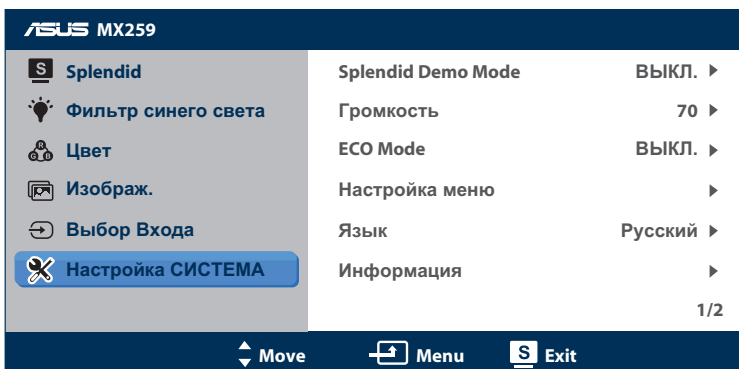 ASUS MX259
S Splendid
Фильтр синего света
R G B Цвет
Изображ.
Выбор Входа
Настройка СИСТЕМА
Splendid Demo Mode ВЫКЛ.
Громкость 70
ECO Mode ВЫКЛ.
Настройка меню
Язык Русский
Информация
1/2
Move Menu S Exit